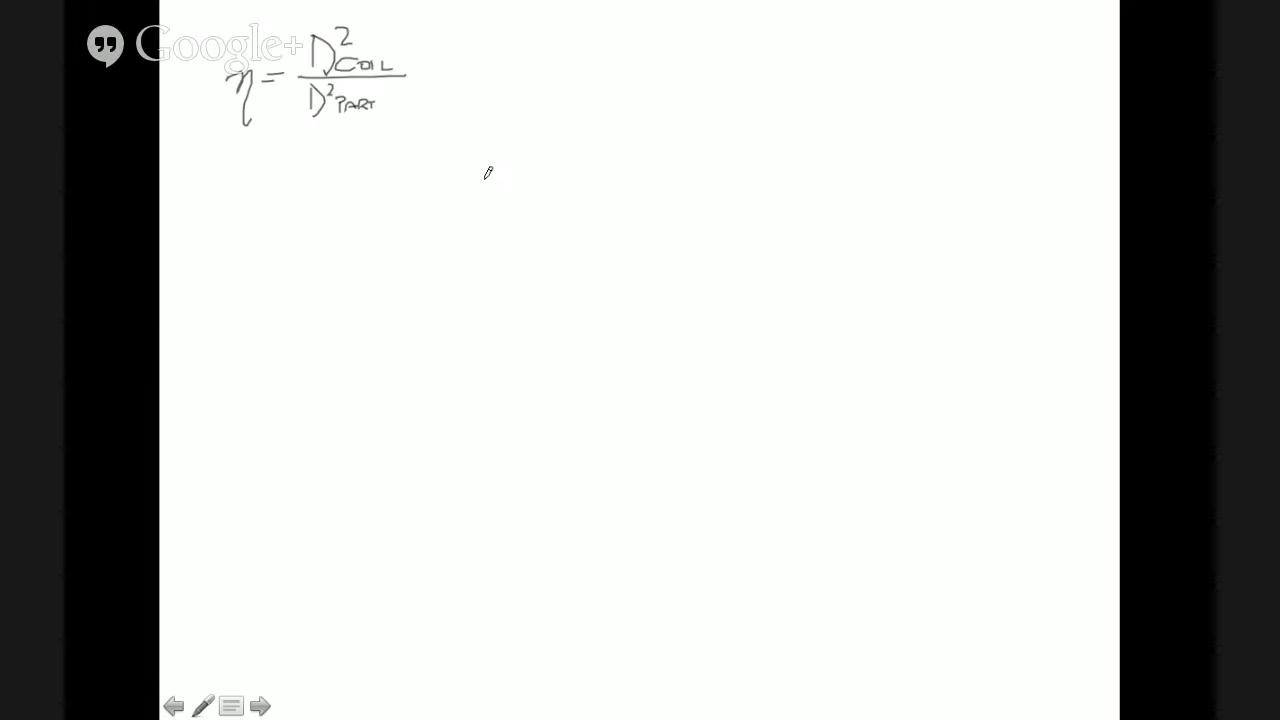 Google+
η = D²COIL / D²PART